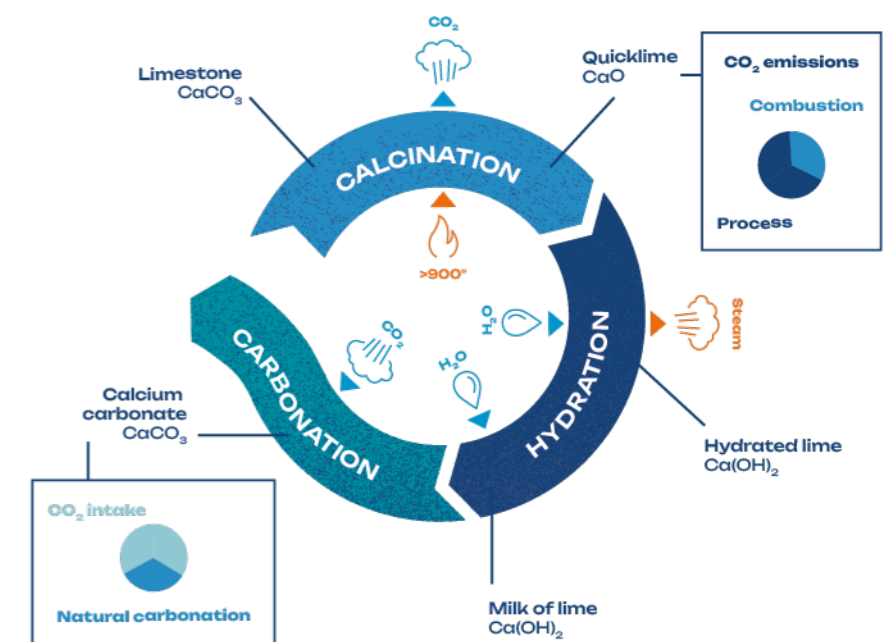 CO₂
Limestone
CaCO₃
Quicklime
CaO
CO₂ emissions
Combustion
Process
CALCINATION
>900°
H₂O
Steam
CO₂
H₂O
HYDRATION
CARBONATION
Calcium
carbonate
CaCO₃
Hydrated lime
Ca(OH)₂
CO₂ intake
Natural carbonation
Milk of lime
Ca(OH)₂